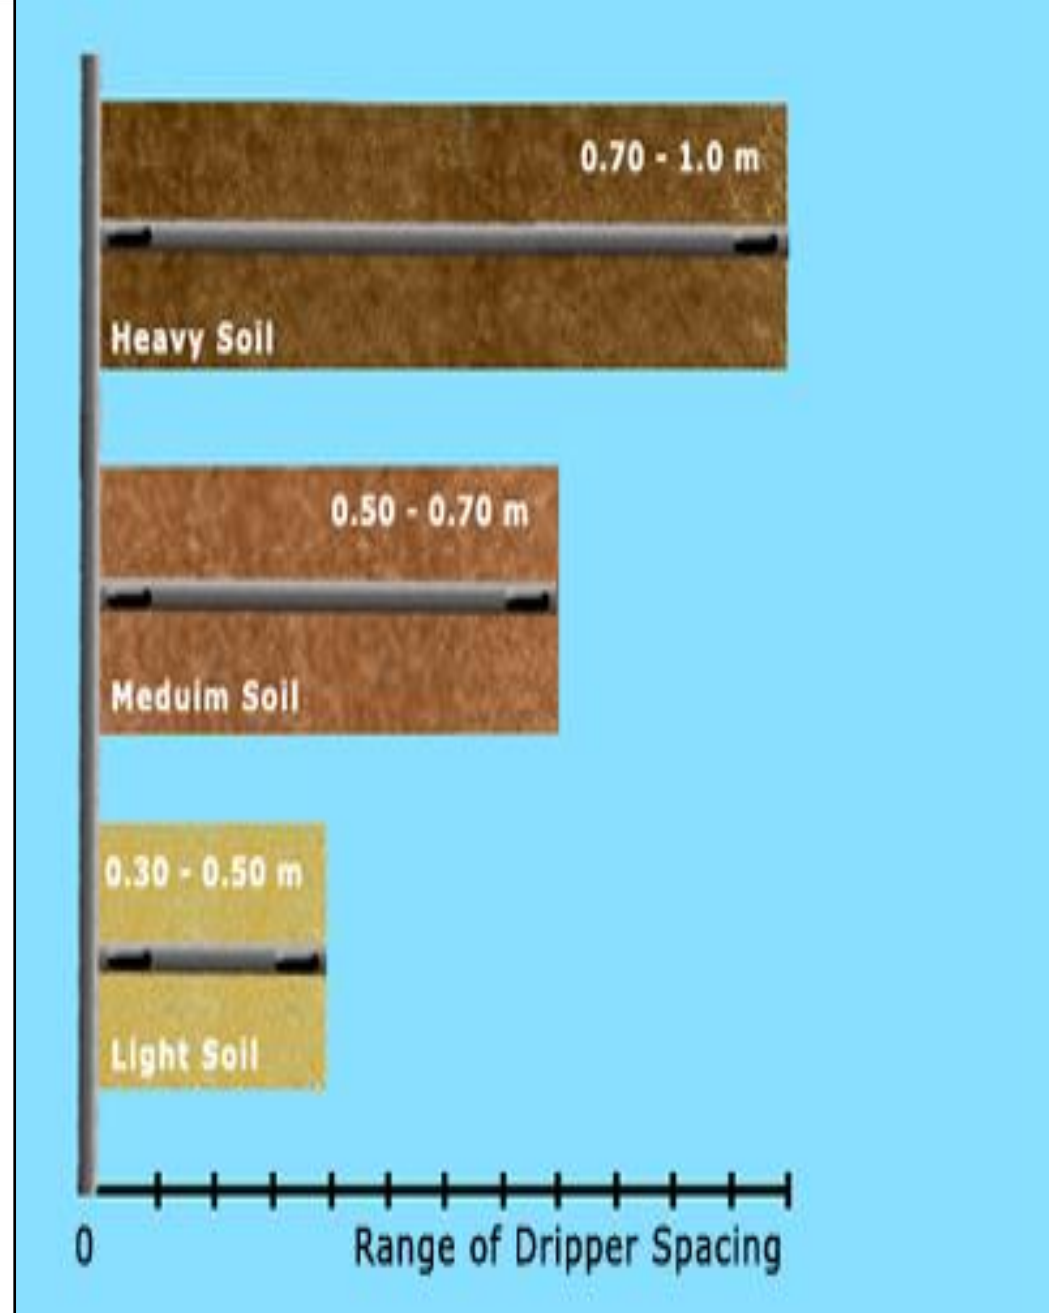 0.70 - 1.0 m
Heavy Soil
0.50 - 0.70 m
Meduim Soil
0.30 - 0.50 m
Light Soil
0
Range of Dripper Spacing